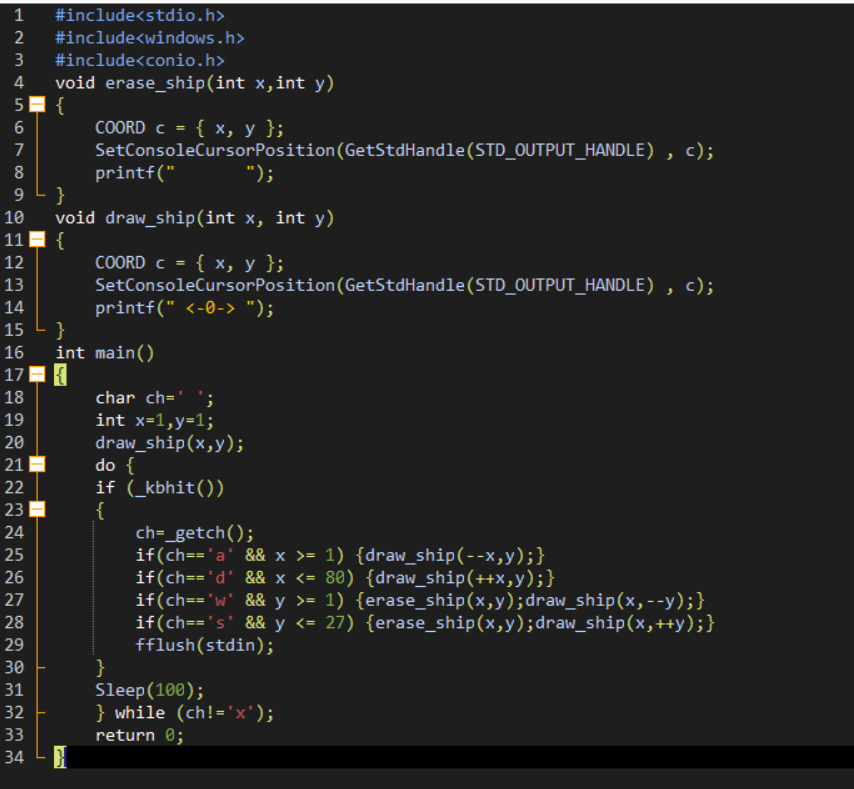 1 #include<stdio.h>
2 #include<windows.h>
3 #include<conio.h>
4 void erase_ship(int x,int y)
5 {
6     COORD c = { x, y };
7     SetConsoleCursorPosition(GetStdHandle(STD_OUTPUT_HANDLE) , c);
8     printf("       ");
9 }
10 void draw_ship(int x, int y)
11 {
12     COORD c = { x, y };
13     SetConsoleCursorPosition(GetStdHandle(STD_OUTPUT_HANDLE) , c);
14     printf(" <-0-> ");
15 }
16 int main()
17 {
18     char ch=' ';
19     int x=1,y=1;
20     draw_ship(x,y);
21     do {
22     if (_kbhit())
23     {
24         ch=_getch();
25         if(ch=='a' && x >= 1) {draw_ship(--x,y);}
26         if(ch=='d' && x <= 80) {draw_ship(++x,y);}
27         if(ch=='w' && y >= 1) {erase_ship(x,y);draw_ship(x,--y);}
28         if(ch=='s' && y <= 27) {erase_ship(x,y);draw_ship(x,++y);}
29         fflush(stdin);
30     }
31     Sleep(100);
32     } while (ch!='x');
33     return 0;
34 }